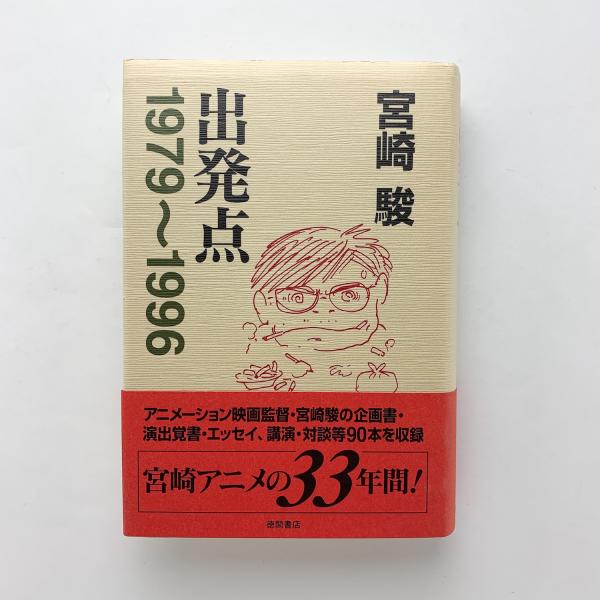 宮崎 駿
出発点
1979〜1996
アニメーション映画監督・宮崎駿の企画書・
演出覚書・エッセイ、講演・対談等90本を収録
宮崎アニメの33年間!
徳間書店